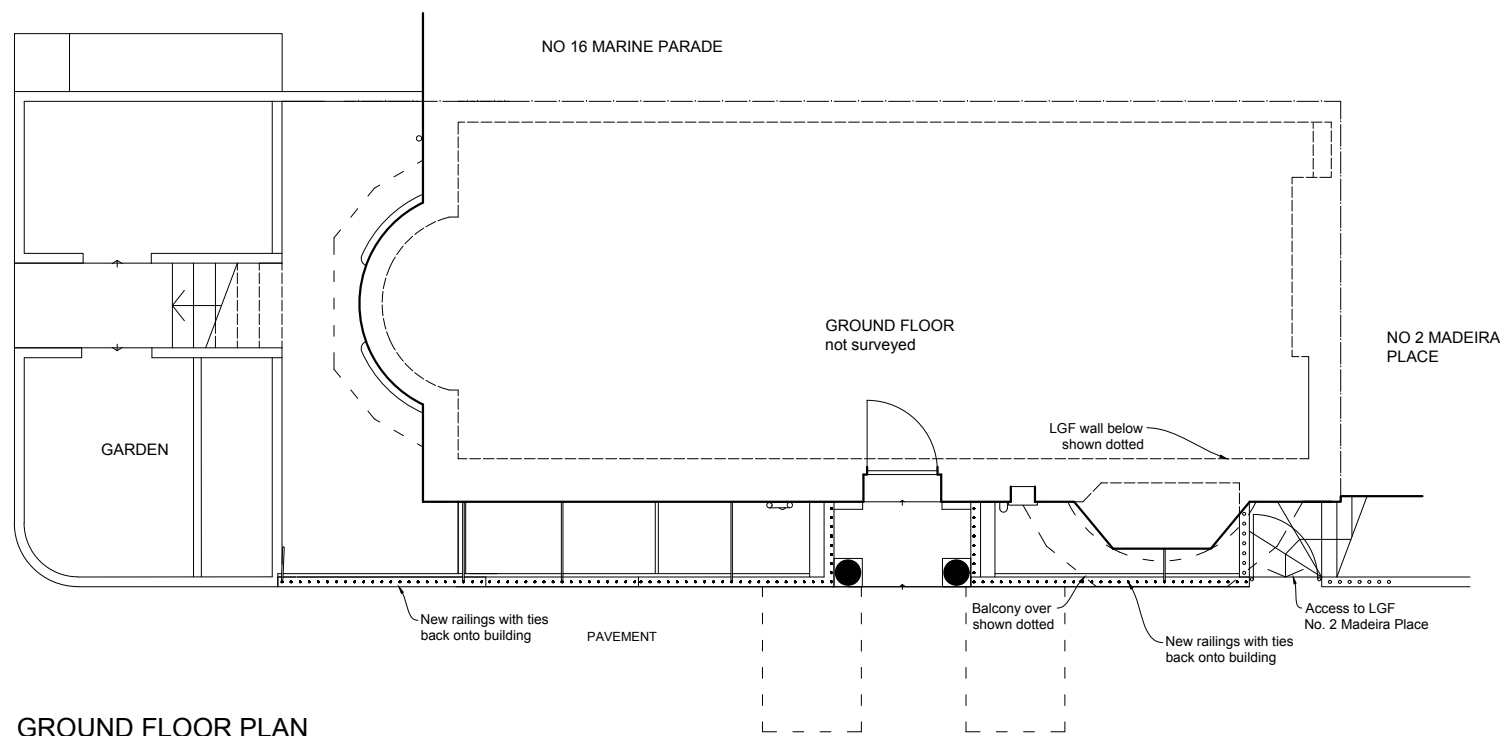 NO 16 MARINE PARADE
GROUND FLOOR
not surveyed
NO 2 MADEIRA
PLACE
GARDEN
LGF wall below
shown dotted
New railings with ties
back onto building
PAVEMENT
Balcony over
shown dotted
New railings with ties
back onto building
Access to LGF
No. 2 Madeira Place
GROUND FLOOR PLAN